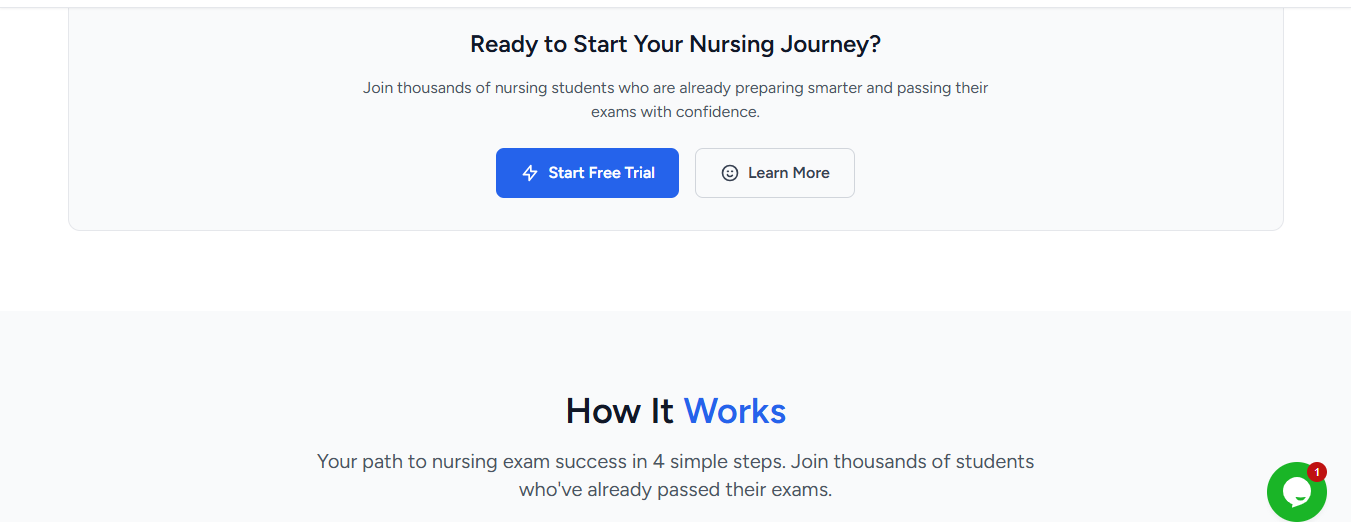 Ready to Start Your Nursing Journey?
Join thousands of nursing students who are already preparing smarter and passing their
exams with confidence.
Start Free Trial
Learn More
How It Works
Your path to nursing exam success in 4 simple steps. Join thousands of students
who've already passed their exams.
1